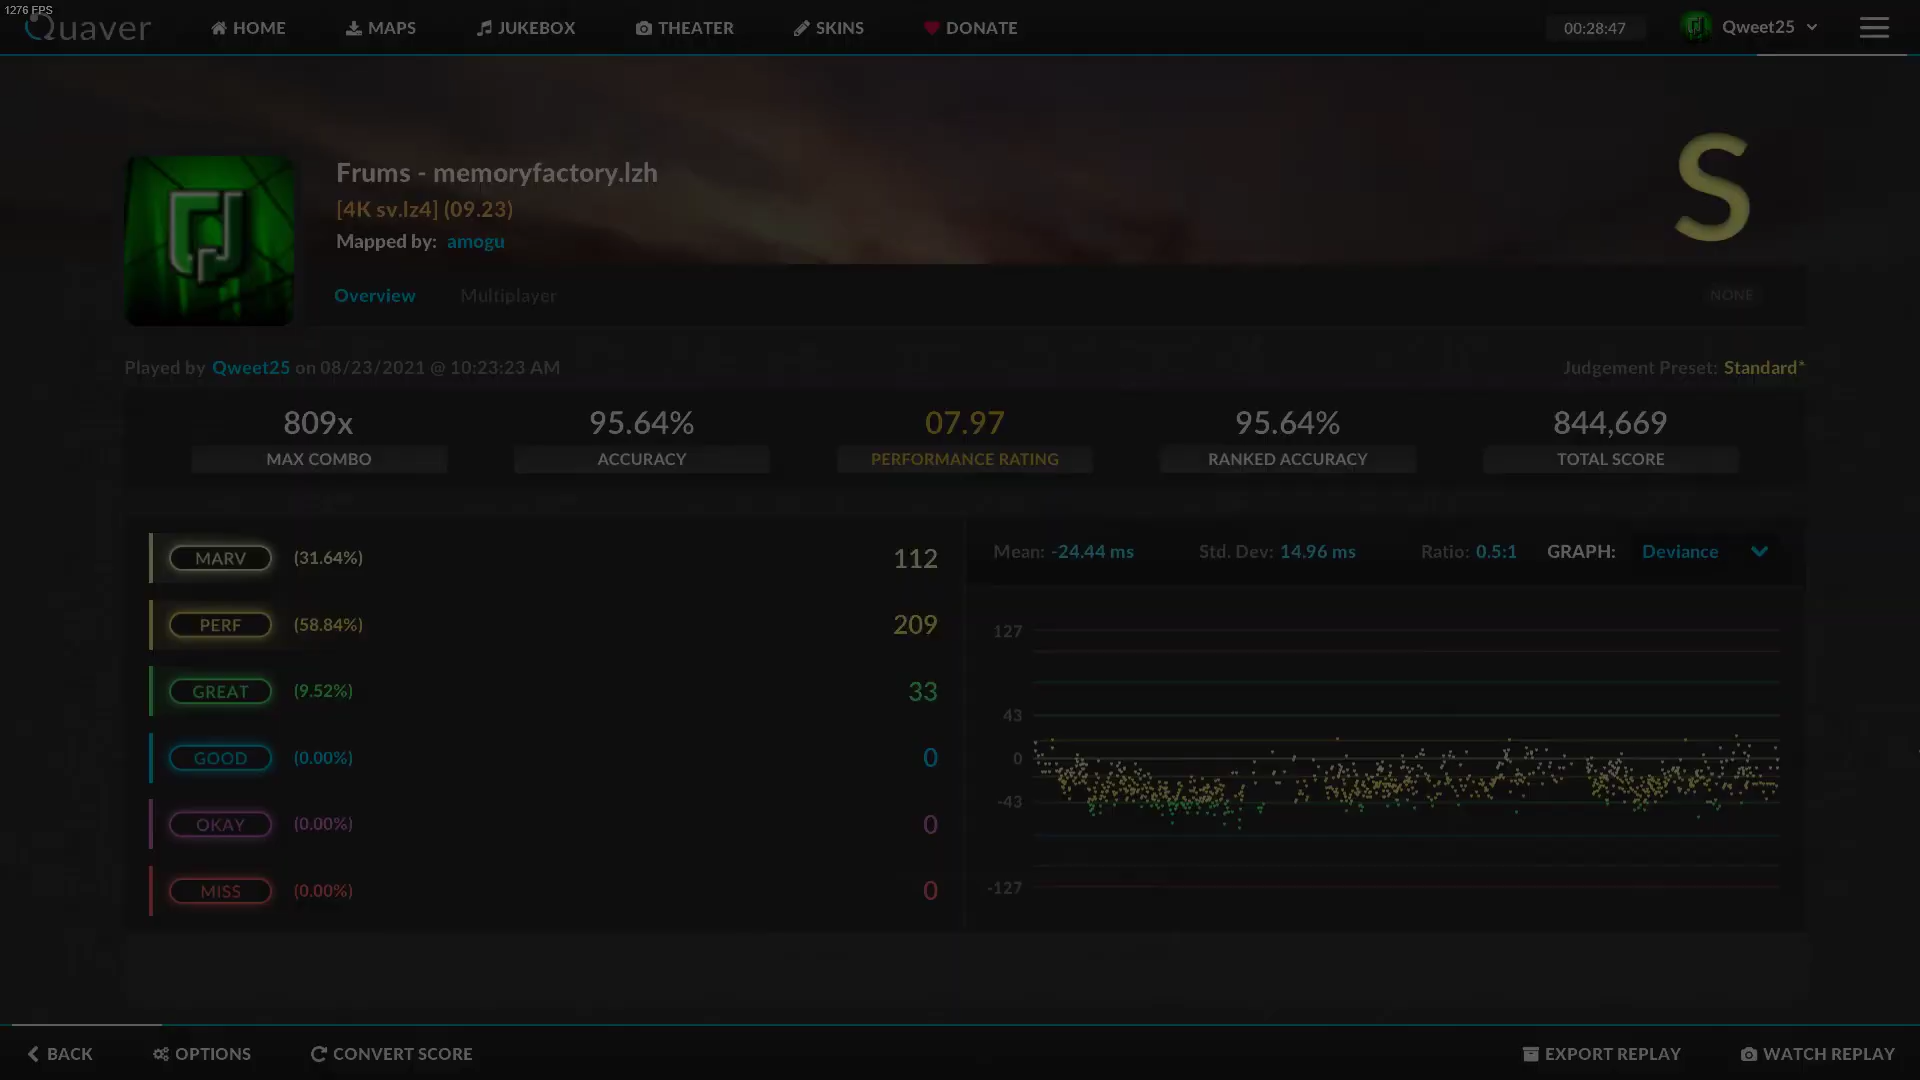 1276 FPS
Quaver
HOME
MAPS
JUKEBOX
THEATER
SKINS
DONATE
00:28:47
Qweet25
Frums - memoryfactory.lzh
[4K sv.lz4] (09.23)
Mapped by: amogu
S
Overview
Multiplayer
NONE
Played by Qweet25 on 08/23/2021 @ 10:23:23 AM
Judgement Preset: Standard*
809x
MAX COMBO
95.64%
ACCURACY
07.97
PERFORMANCE RATING
95.64%
RANKED ACCURACY
844,669
TOTAL SCORE
MARV (31.64%) 112
PERF (58.84%) 209
GREAT (9.52%) 33
GOOD (0.00%) 0
OKAY (0.00%) 0
MISS (0.00%) 0
Mean: -24.44 ms
Std. Dev: 14.96 ms
Ratio: 0.5:1
GRAPH: Deviance
127
43
0
-43
-127
BACK
OPTIONS
CONVERT SCORE
EXPORT REPLAY
WATCH REPLAY